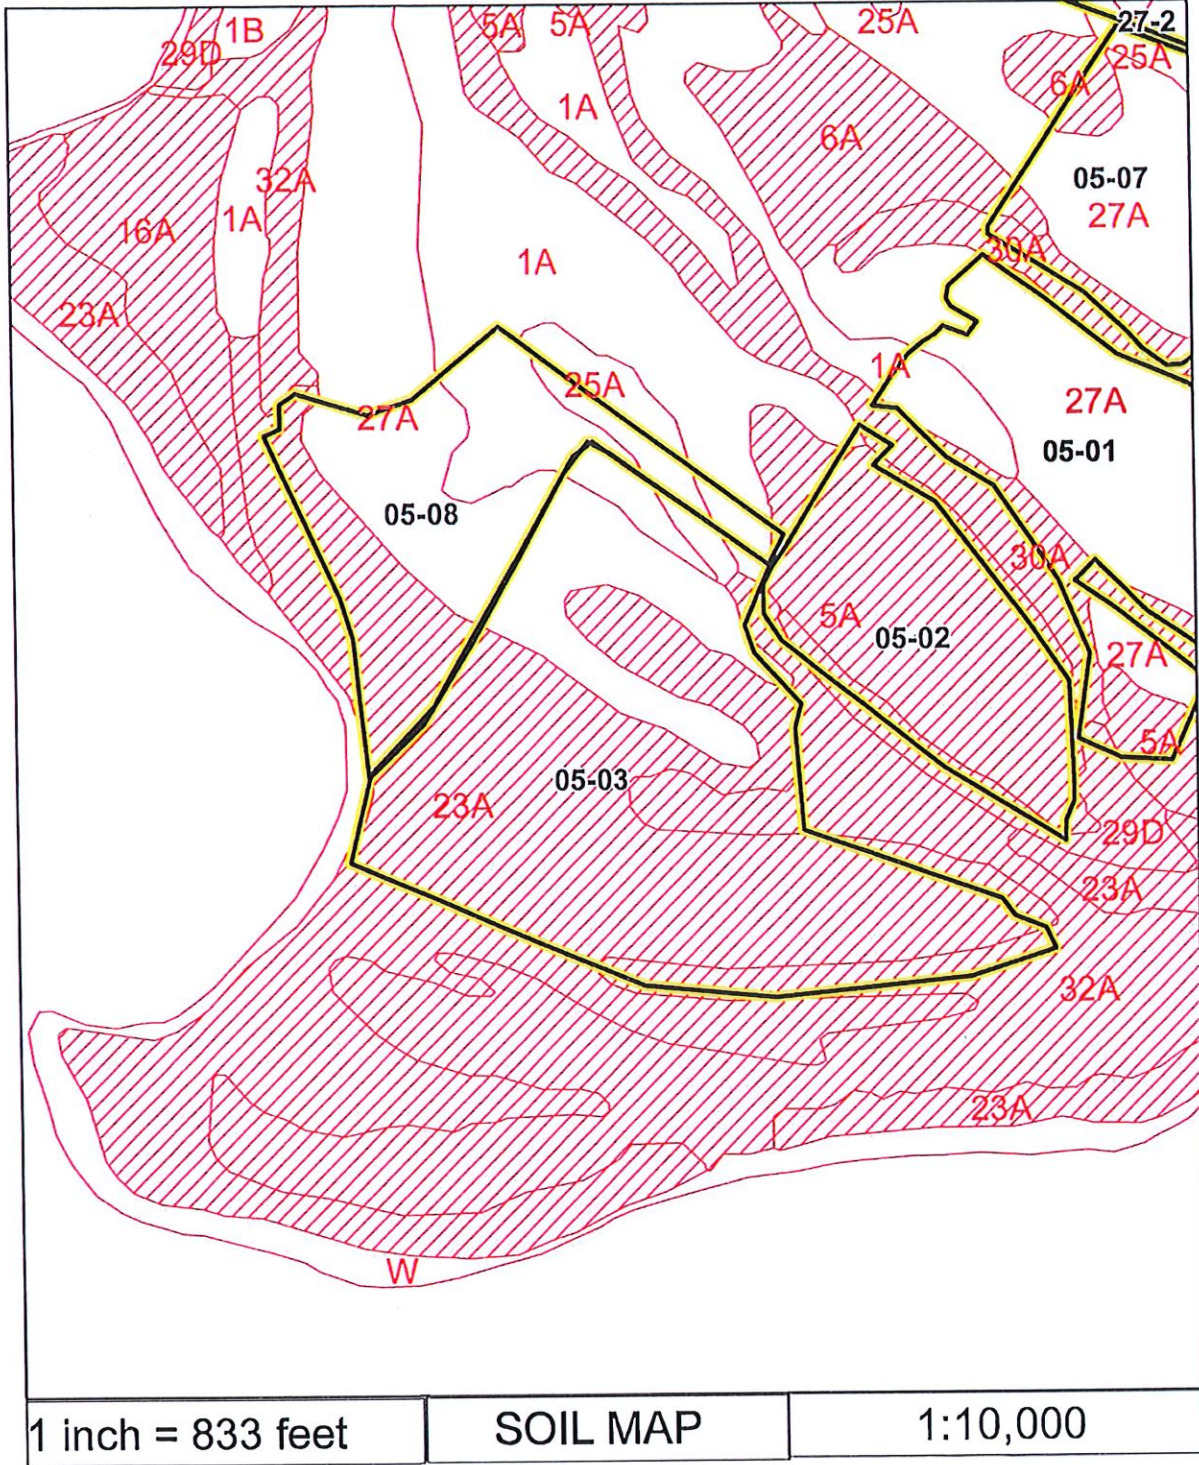 5A
5A
25A
27-2
1B
29D
25A
6A
1A
6A
32A
05-07
16A
1A
27A
1A
30A
23A
1A
25A
27A
27A
05-01
05-08
30A
5A
05-02
27A
5A
05-03
23A
29D
23A
32A
23A
W
1 inch = 833 feet
SOIL MAP
1:10,000